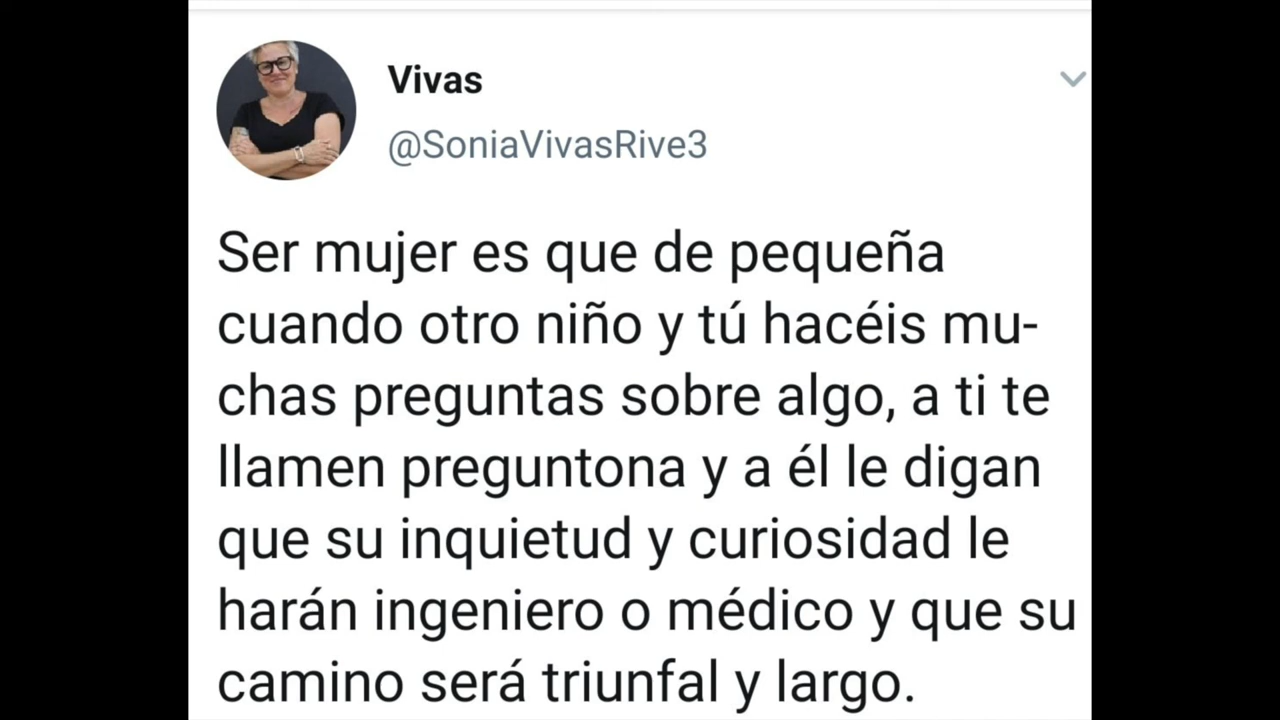 Vivas
@SoniaVivasRive3
Ser mujer es que de pequeña
cuando otro niño y tú hacéis mu-
chas preguntas sobre algo, a ti te
llamen preguntona y a él le digan
que su inquietud y curiosidad le
harán ingeniero o médico y que su
camino será triunfal y largo.